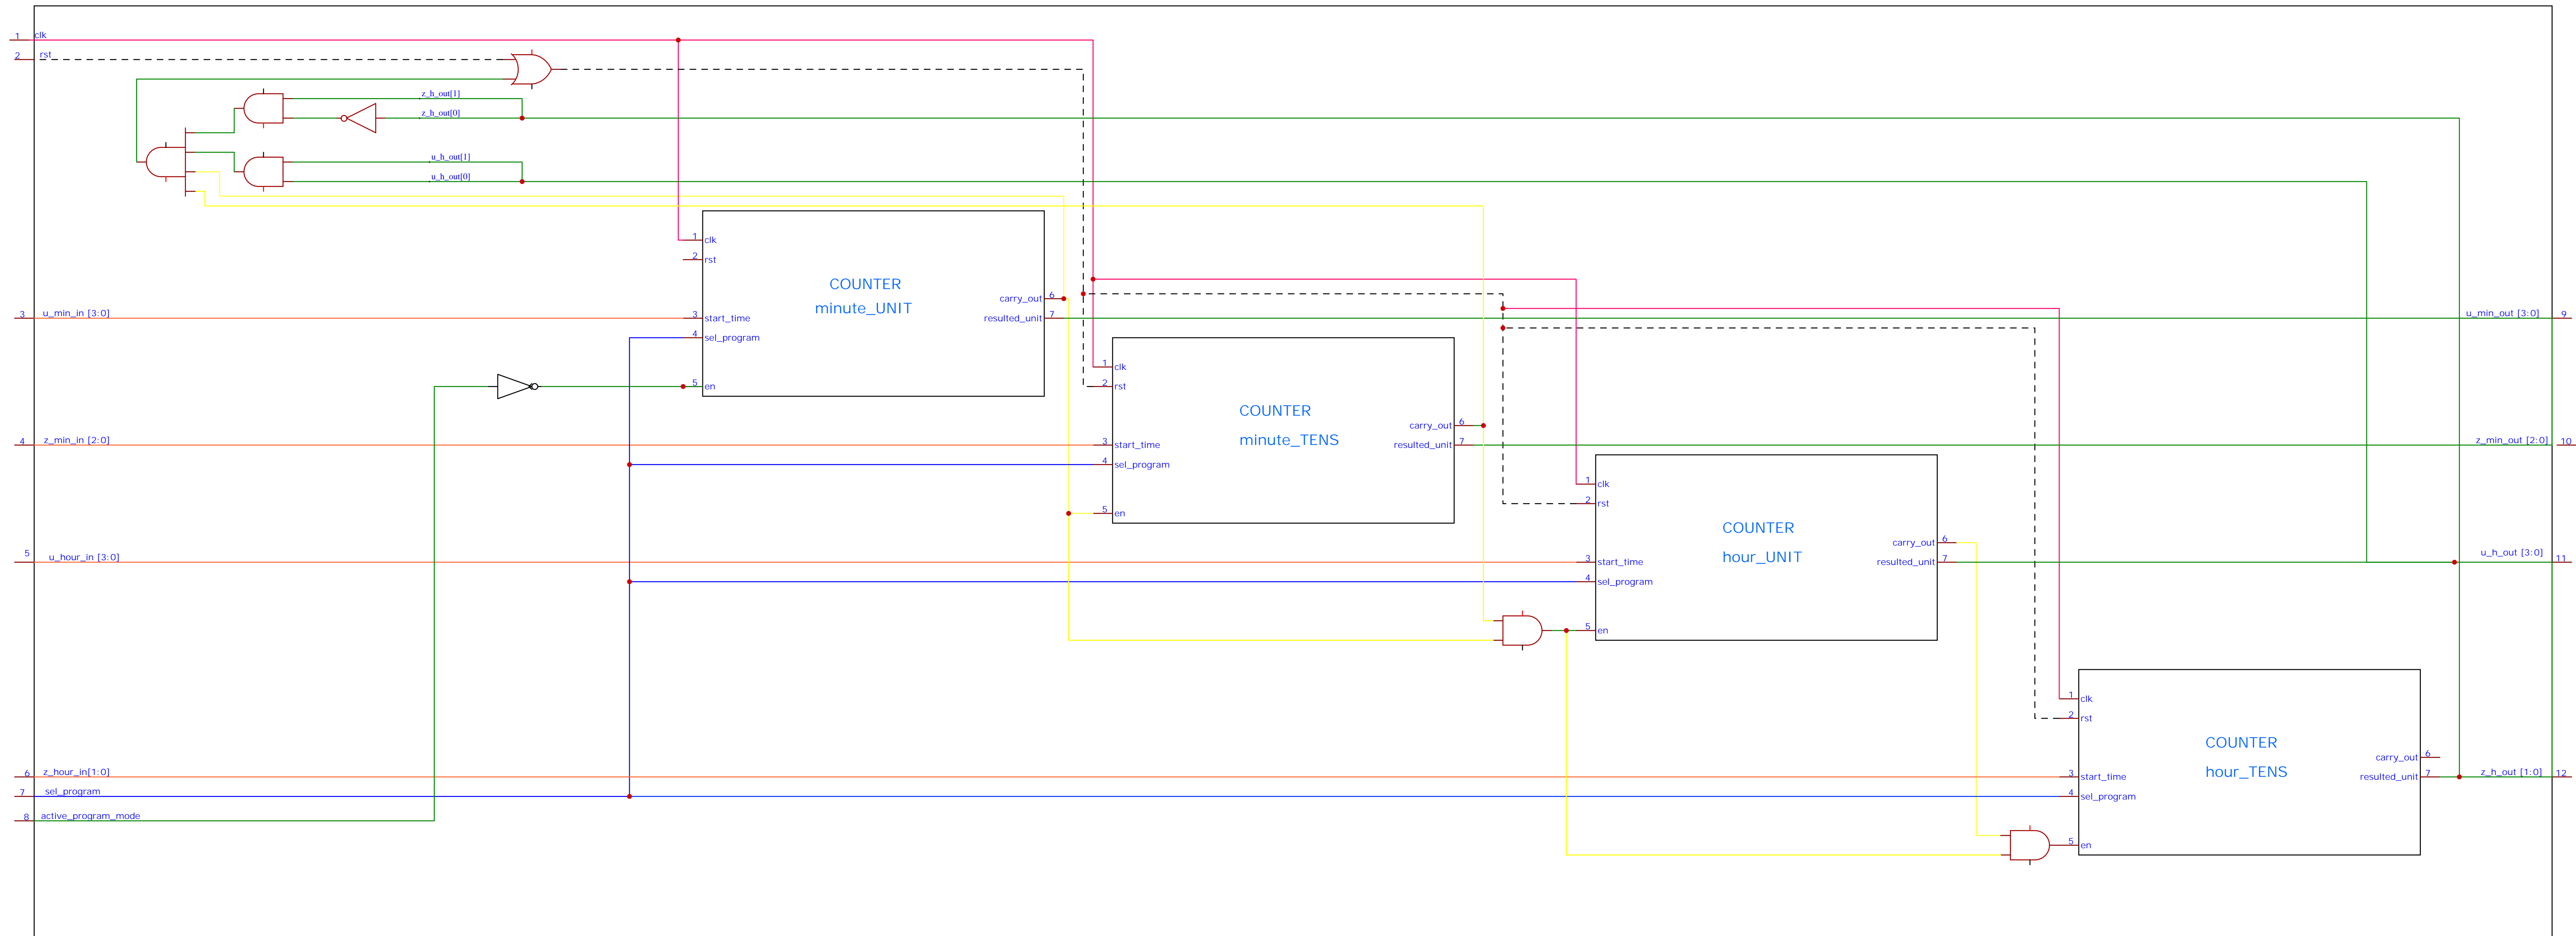 1 clk
2 rst
z_h_out[1]
z_h_out[0]
u_h_out[1]
u_h_out[0]
1 clk
2 rst
COUNTER
minute_UNIT
carry_out 6
3 u_min_in [3:0]
3 start_time
resulted_unit 7
u_min_out [3:0] 9
4 sel_program
5 en
1 clk
2 rst
COUNTER
minute_TENS
carry_out 6
4 z_min_in [2:0]
3 start_time
resulted_unit 7
z_min_out [2:0] 10
4 sel_program
5 en
1 clk
2 rst
COUNTER
hour_UNIT
carry_out 6
5 u_hour_in [3:0]
3 start_time
resulted_unit 7
u_h_out [3:0] 11
4 sel_program
5 en
1 clk
2 rst
COUNTER
hour_TENS
carry_out 6
6 z_hour_in[1:0]
3 start_time
resulted_unit 7
z_h_out [1:0] 12
7 sel_program
4 sel_program
8 active_program_mode
5 en